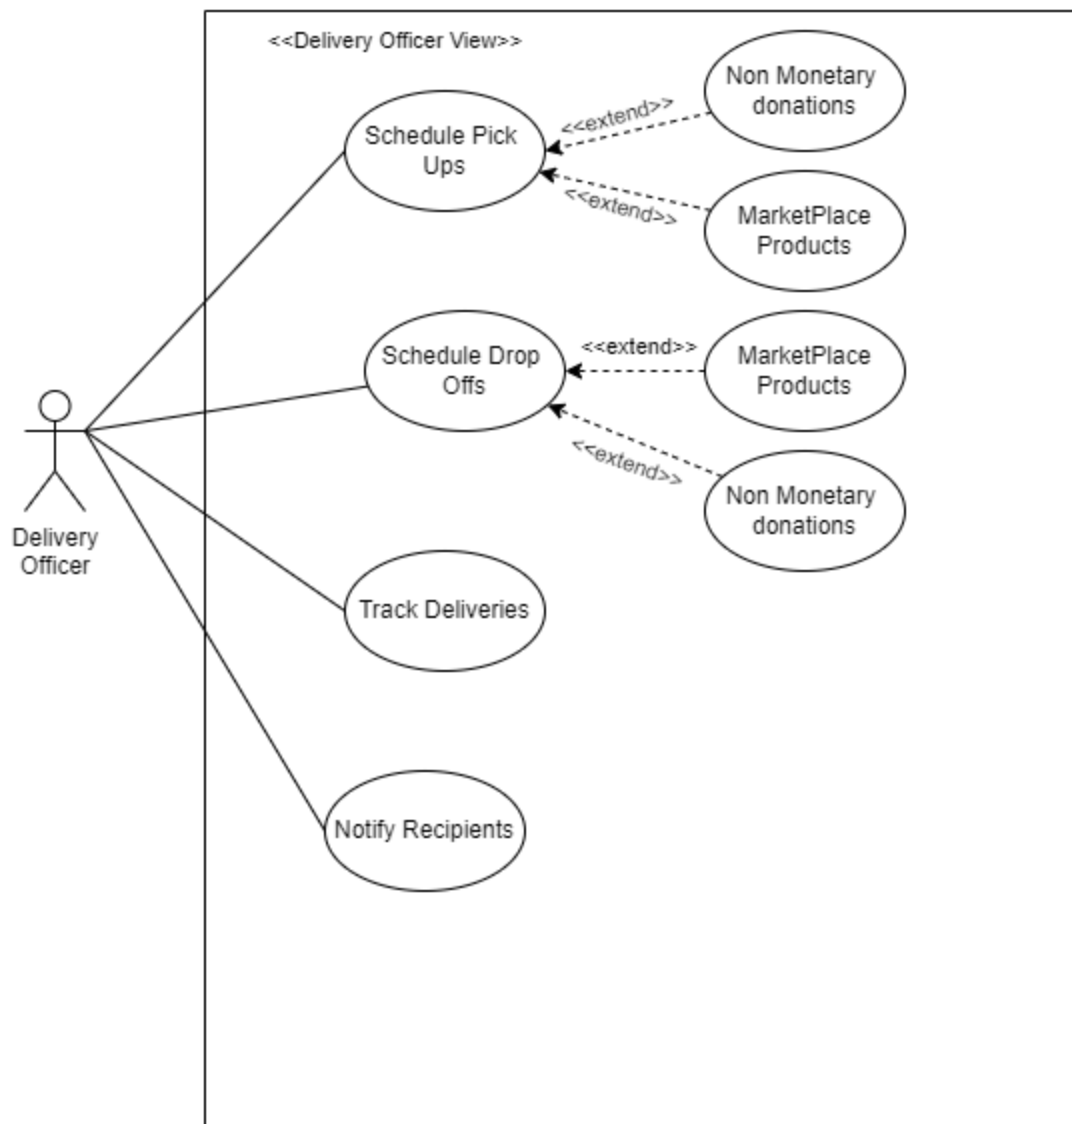 <<Delivery Officer View>>
Non Monetary
donations
<<extend>>
Schedule Pick
Ups
<<extend>>
MarketPlace
Products
Schedule Drop
Offs
<<extend>>
MarketPlace
Products
<<extend>>
Non Monetary
donations
Delivery
Officer
Track Deliveries
Notify Recipients